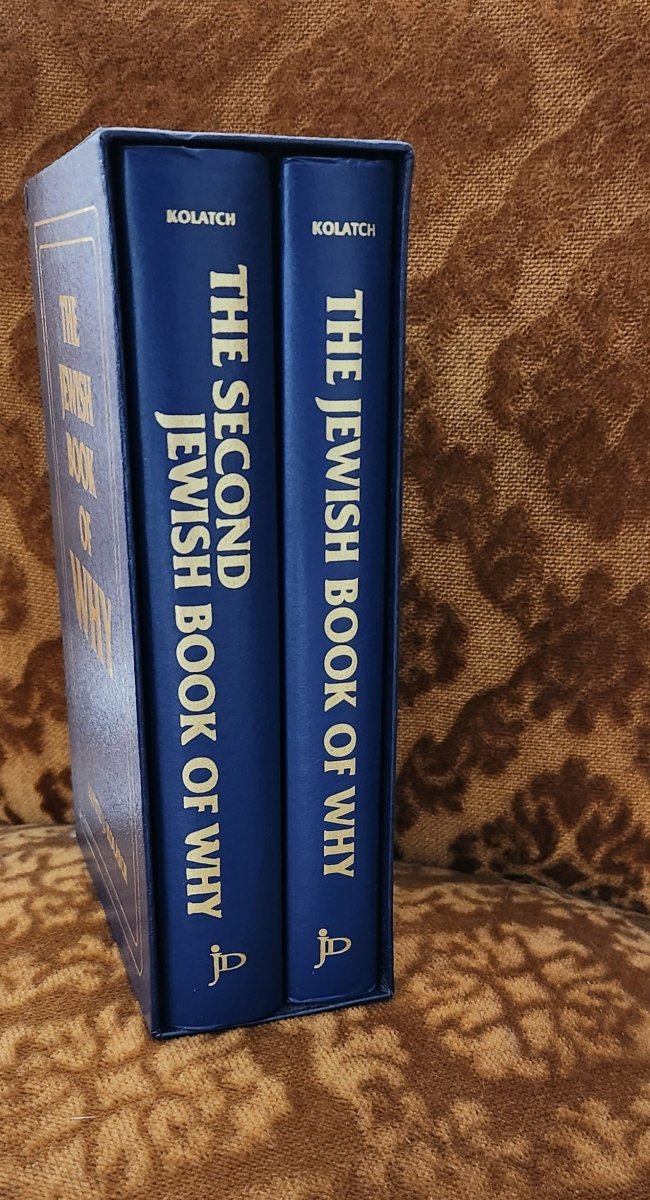 THE
JEWISH
BOOK
OF
WHY
KOLATCH
THE SECOND
JEWISH BOOK OF WHY
JD
KOLATCH
THE JEWISH BOOK OF WHY
JD